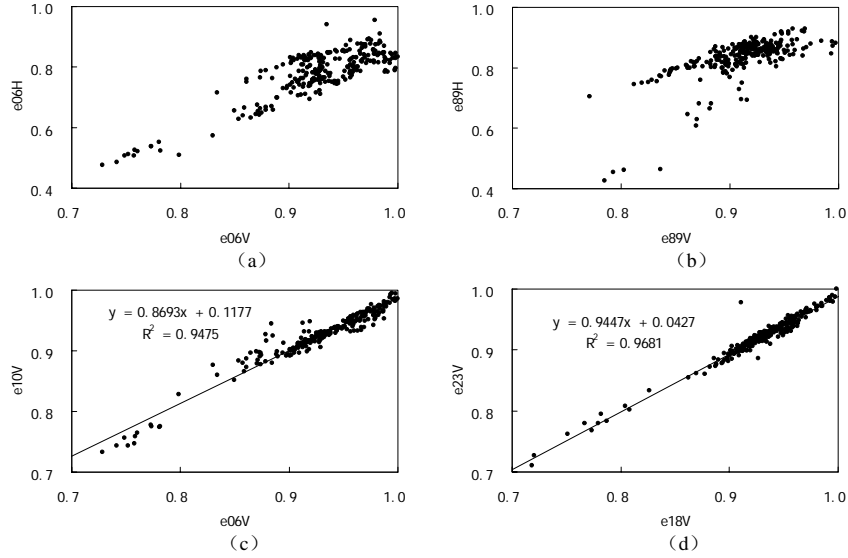 1.0
0.8
0.6
0.4
e06H
0.7 0.8 0.9 1.0
e06V
（a）
1.0
0.8
0.6
0.4
e89H
0.7 0.8 0.9 1.0
e89V
（b）
1.0
0.9
0.8
0.7
e10V
y = 0.8693x + 0.1177
R² = 0.9475
0.7 0.8 0.9 1.0
e06V
（c）
1.0
0.9
0.8
0.7
e23V
y = 0.9447x + 0.0427
R² = 0.9681
0.7 0.8 0.9 1.0
e18V
（d）